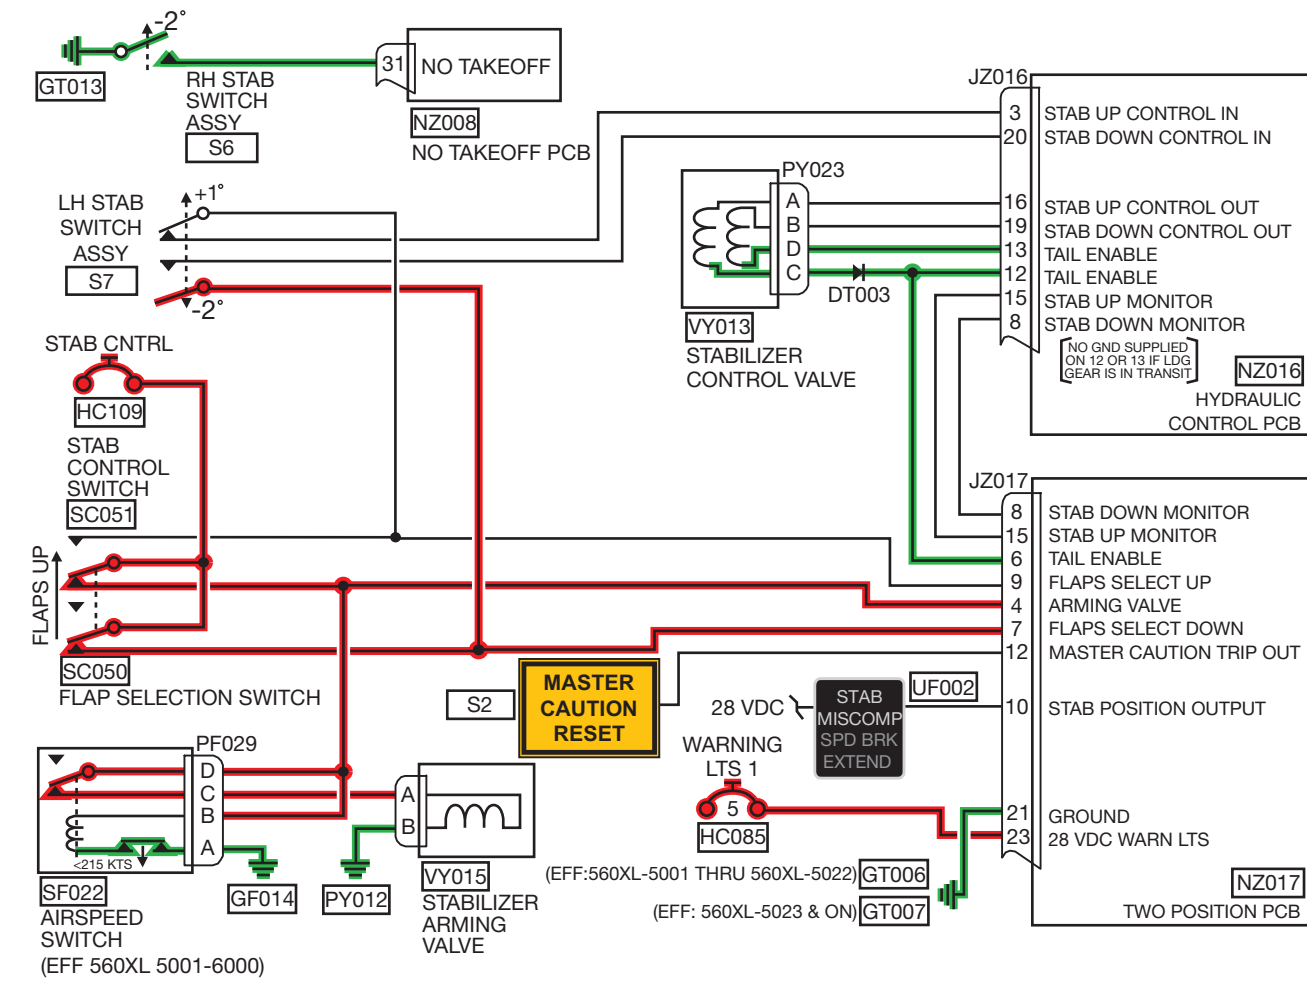 -2°
GT013
RH STAB
SWITCH
ASSY
S6
31
NO TAKEOFF
NZ008
NO TAKEOFF PCB
LH STAB
SWITCH
ASSY
S7
+1°
-2°
STAB CNTRL
HC109
STAB
CONTROL
SWITCH
SC051
FLAPS UP
SC050
FLAP SELECTION SWITCH
PY023
A
B
D
C
DT003
VY013
STABILIZER
CONTROL VALVE
JZ016
3 STAB UP CONTROL IN
20 STAB DOWN CONTROL IN
16 STAB UP CONTROL OUT
19 STAB DOWN CONTROL OUT
13 TAIL ENABLE
12 TAIL ENABLE
15 STAB UP MONITOR
8 STAB DOWN MONITOR
NO GND SUPPLIED
ON 12 OR 13 IF LDG
GEAR IS IN TRANSIT
NZ016
HYDRAULIC
CONTROL PCB
JZ017
8 STAB DOWN MONITOR
15 STAB UP MONITOR
6 TAIL ENABLE
9 FLAPS SELECT UP
4 ARMING VALVE
7 FLAPS SELECT DOWN
12 MASTER CAUTION TRIP OUT
10 STAB POSITION OUTPUT
21 GROUND
23 28 VDC WARN LTS
NZ017
TWO POSITION PCB
S2
MASTER
CAUTION
RESET
28 VDC
STAB
MISCOMP
SPD BRK
EXTEND
UF002
WARNING
LTS 1
5
HC085
(EFF:560XL-5001 THRU 560XL-5022) GT006
(EFF: 560XL-5023 & ON) GT007
PF029
D
C
B
A
<215 KTS
SF022
AIRSPEED
SWITCH
(EFF 560XL 5001-6000)
GF014
PY012
A
B
VY015
STABILIZER
ARMING
VALVE